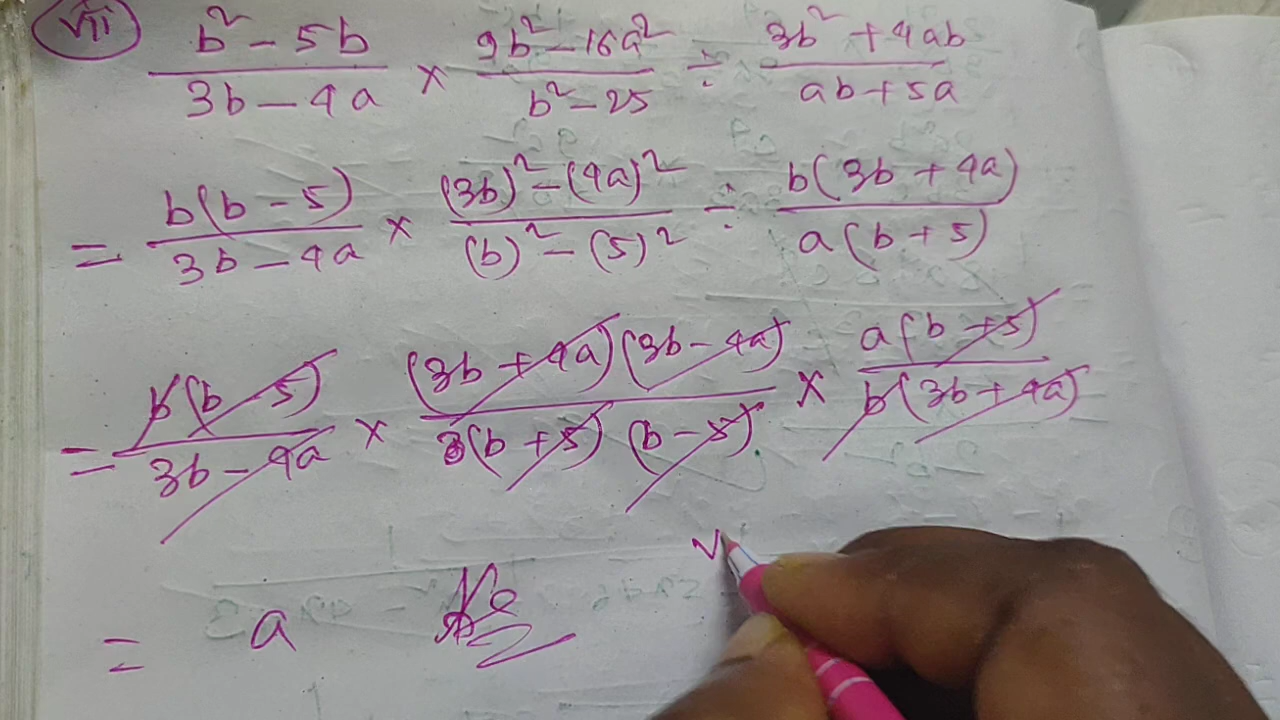 vii) (b² - 5b)/(3b - 4a) × (9b² - 16a²)/(b² - 25) ÷ (3b² + 4ab)/(ab + 5a)
= b(b - 5)/(3b - 4a) × ((3b)² - (4a)²)/((b)² - (5)²) ÷ b(3b + 4a)/a(b + 5)
= b(b - 5)/(3b - 4a) × (3b + 4a)(3b - 4a)/(b + 5)(b - 5) × a(b + 5)/b(3b + 4a)
= a